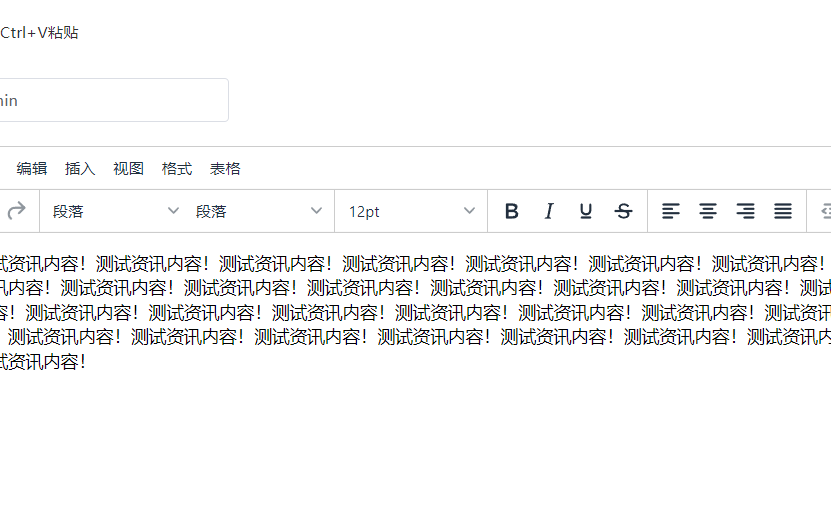 Ctrl+V粘贴
min
编辑 插入 视图 格式 表格
段落 段落 12pt B I U S
试资讯内容！测试资讯内容！测试资讯内容！测试资讯内容！测试资讯内容！测试资讯内容！测试资讯内容！
讯内容！测试资讯内容！测试资讯内容！测试资讯内容！测试资讯内容！测试资讯内容！测试资讯内容！测试
容！测试资讯内容！测试资讯内容！测试资讯内容！测试资讯内容！测试资讯内容！测试资讯内容！测试资讯
！测试资讯内容！测试资讯内容！测试资讯内容！测试资讯内容！测试资讯内容！测试资讯内容！测试资讯内
试资讯内容！